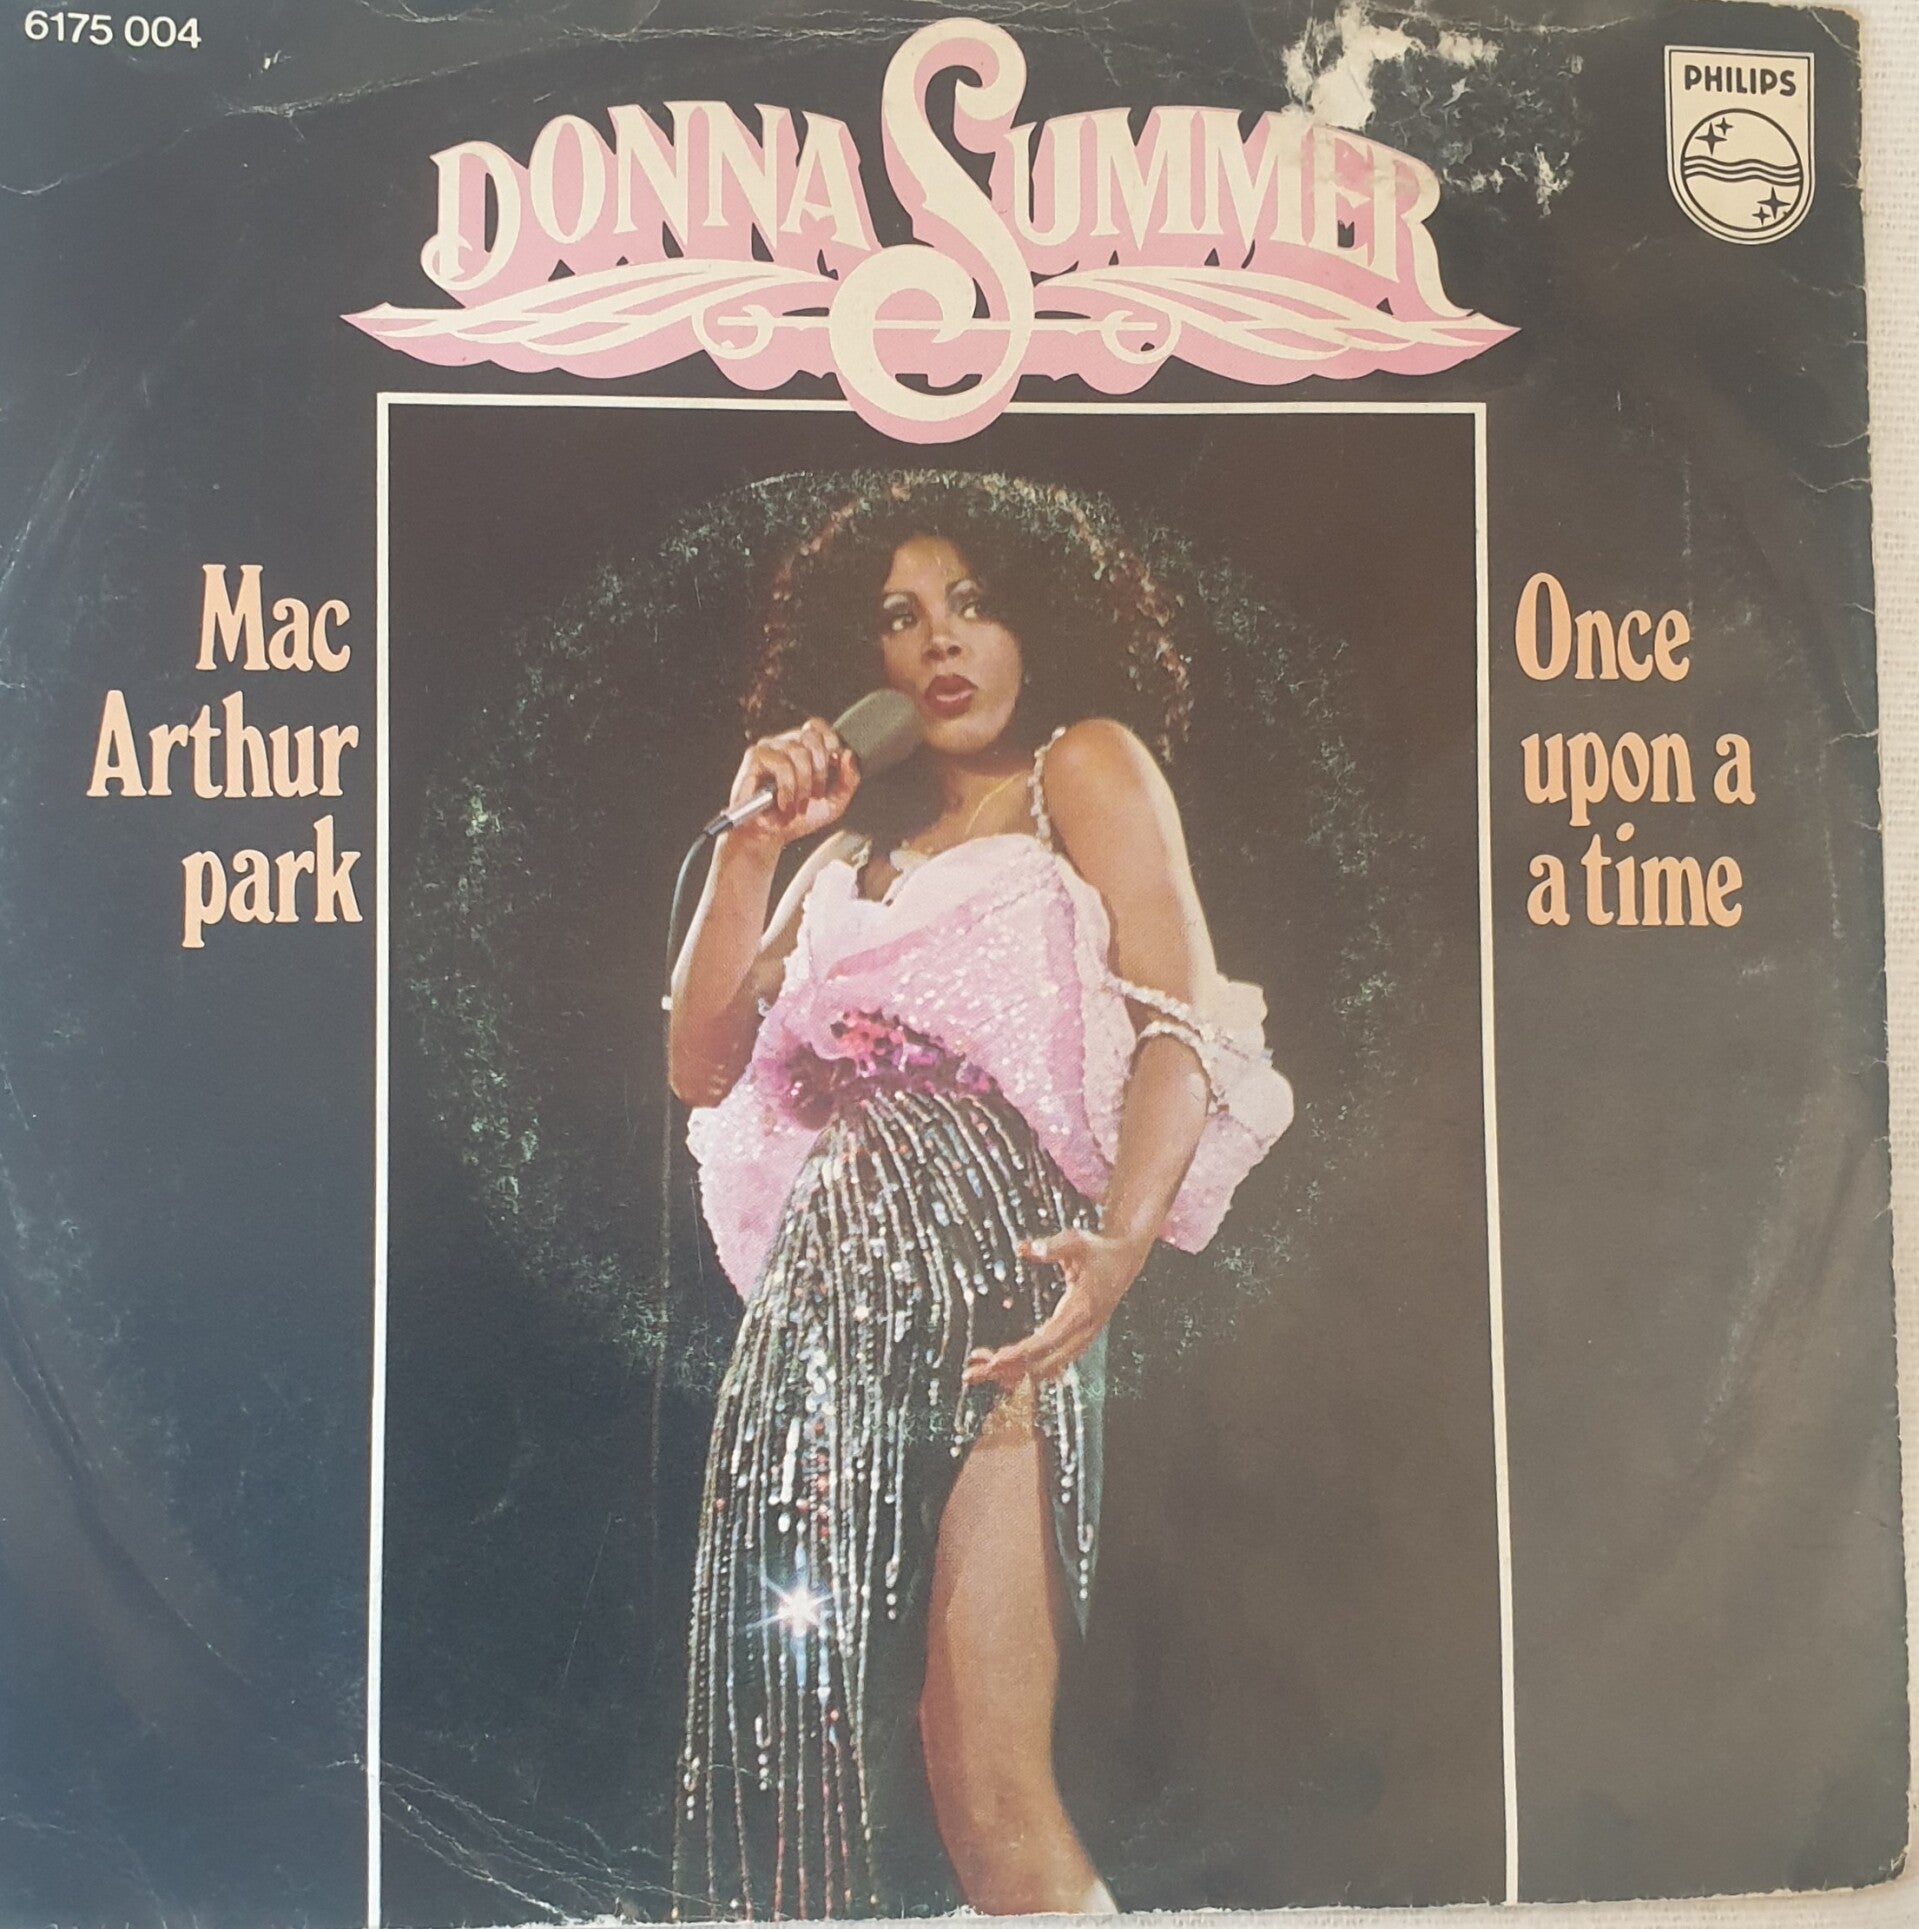 6175 004
DONNA SUMMER
PHILIPS
Mac
Arthur
park
Once
upon a
a time